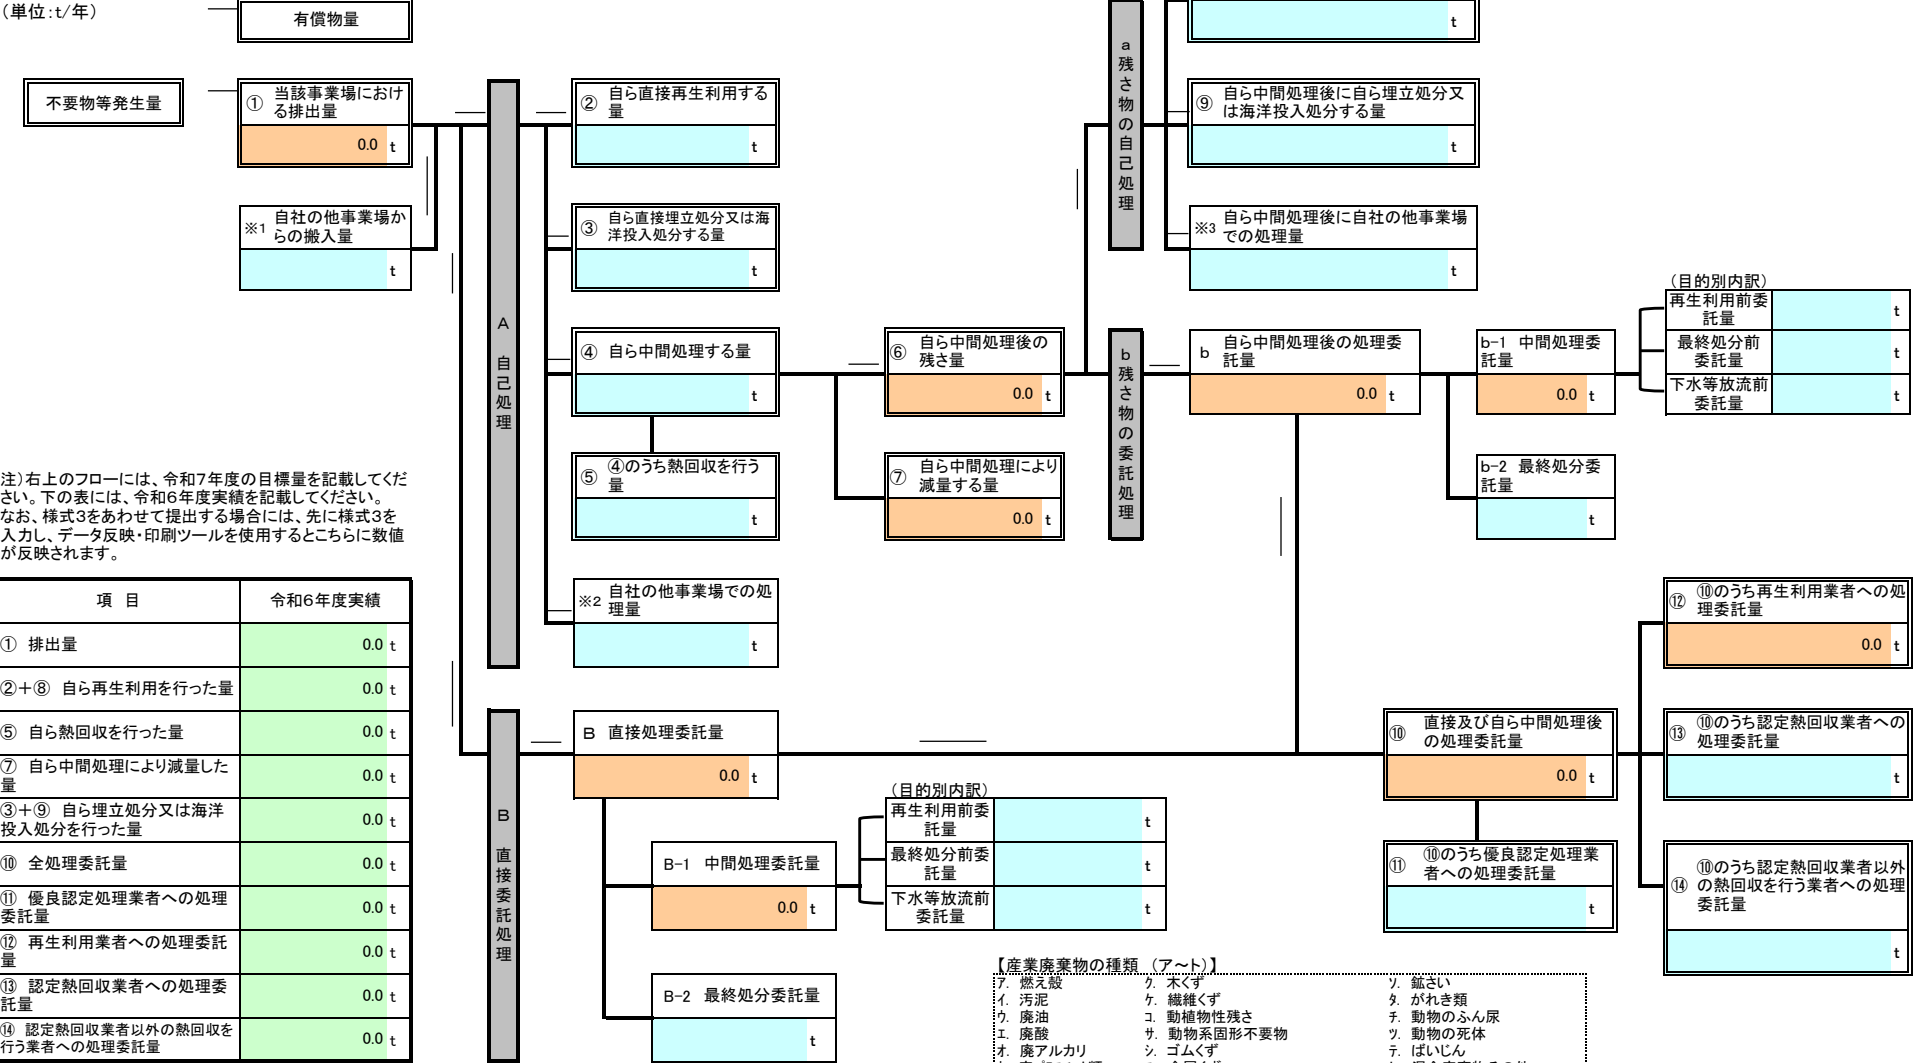 （単位：t/年）
有償物量
t
不要物等発生量
① 当該事業場におけ
る排出量
0.0 t
※1 自社の他事業場か
らの搬入量
t
A 自己処理
② 自ら直接再生利用する
量
t
③ 自ら直接埋立処分又は海
洋投入処分する量
t
④ 自ら中間処理する量
t
⑤ ④のうち熱回収を行う
量
t
※2 自社の他事業場での処
理量
t
⑥ 自ら中間処理後の
残さ量
0.0 t
⑦ 自ら中間処理により
減量する量
0.0 t
a 残さ物の自己処理
⑨ 自ら中間処理後に自ら埋立処分又
は海洋投入処分する量
t
※3 自ら中間処理後に自社の他事業場
での処理量
t
b 残さ物の委託処理
b 自ら中間処理後の処理委
託量
0.0 t
b-1 中間処理委
託量
0.0 t
b-2 最終処分委
託量
t
（目的別内訳）
再生利用前委
託量
t
最終処分前
委託量
t
下水等放流前
委託量
t
注）右上のフローには、令和7年度の目標量を記載してくだ
さい。下の表には、令和6年度実績を記載してください。
なお、様式3をあわせて提出する場合には、先に様式3を
入力し、データ反映・印刷ツールを使用するとこちらに数値
が反映されます。
項 目 令和6年度実績
① 排出量 0.0 t
②+⑧ 自ら再生利用を行った量 0.0 t
⑤ 自ら熱回収を行った量 0.0 t
⑦ 自ら中間処理により減量した
量 0.0 t
③+⑨ 自ら埋立処分又は海洋
投入処分を行った量 0.0 t
⑩ 全処理委託量 0.0 t
⑪ 優良認定処理業者への処理
委託量 0.0 t
⑫ 再生利用業者への処理委託
量 0.0 t
⑬ 認定熱回収業者への処理委
託量 0.0 t
⑭ 認定熱回収業者以外の熱回収を
行う業者への処理委託量 0.0 t
B 直接委託処理
B 直接処理委託量
0.0 t
B-1 中間処理委託量
0.0 t
B-2 最終処分委託量
t
（目的別内訳）
再生利用前委
託量
t
最終処分前委
託量
t
下水等放流前
委託量
t
⑩ 直接及び自ら中間処理後
の処理委託量
0.0 t
⑪ ⑩のうち優良認定処理業
者への処理委託量
t
⑫ ⑩のうち再生利用業者への処
理委託量
0.0 t
⑬ ⑩のうち認定熱回収業者への
処理委託量
t
⑭ ⑩のうち認定熱回収業者以外
の熱回収を行う業者への処理
委託量
t
【産業廃棄物の種類 （ア～ト）】
ア. 燃え殻 ク. 木くず ソ. 鉱さい
イ. 汚泥 ケ. 繊維くず タ. がれき類
ウ. 廃油 コ. 動植物性残さ チ. 動物のふん尿
エ. 廃酸 サ. 動物系固形不要物 ツ. 動物の死体
オ. 廃アルカリ シ. ゴムくず テ. ばいじん